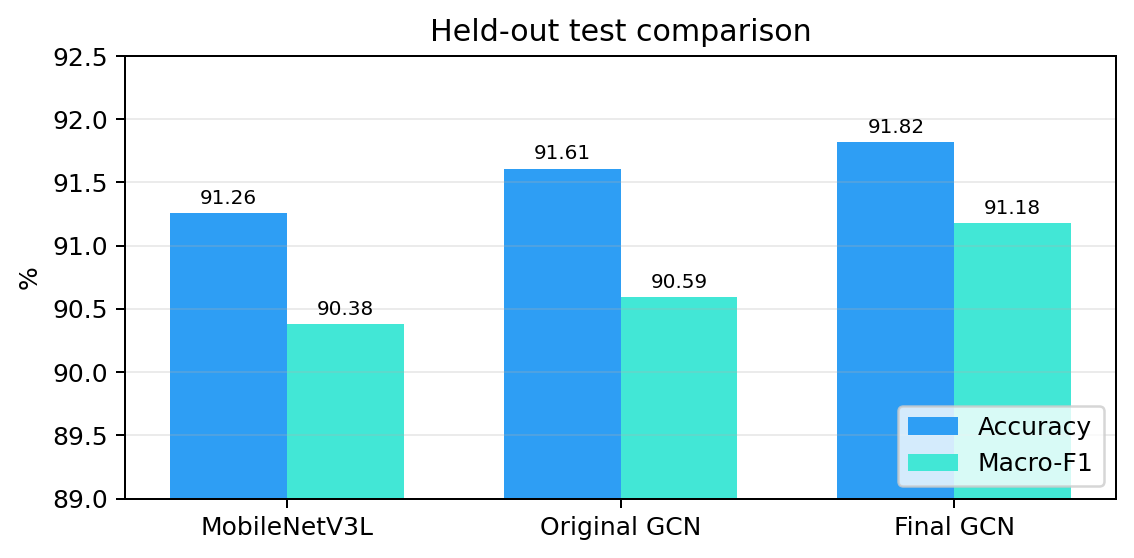 Held-out test comparison
92.5
92.0
91.5
91.0
90.5
90.0
89.5
89.0
%
91.26
90.38
91.61
90.59
91.82
91.18
Accuracy
Macro-F1
MobileNetV3L
Original GCN
Final GCN